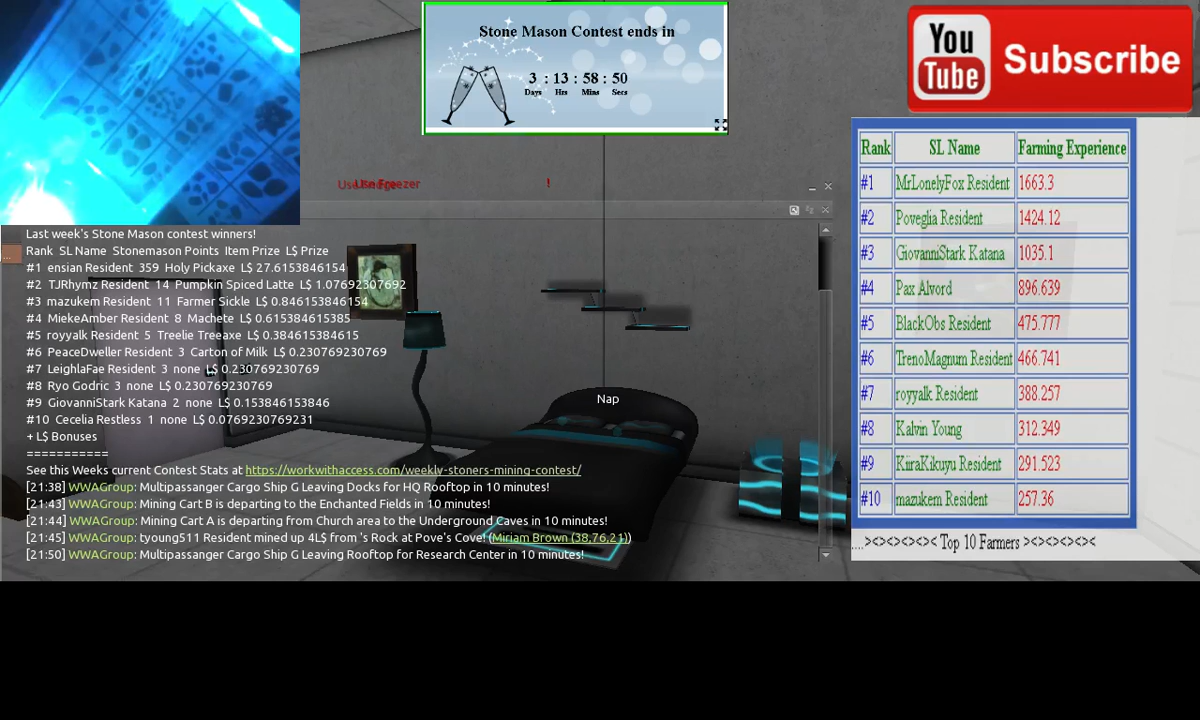 Stone Mason Contest ends in
3 : 13 : 58 : 50
Days Hrs Mins Secs
You
Tube
Subscribe
Use Freezer
!
Last week's Stone Mason contest winners!
Rank SL Name Stonemason Points Item Prize L$ Prize
#1 ensian Resident 359 Holy Pickaxe L$ 27.6153846154
#2 TJRhymz Resident 14 Pumpkin Spiced Latte L$ 1.07692307692
#3 mazukem Resident 11 Farmer Sickle L$ 0.846153846154
#4 MiekeAmber Resident 8 Machete L$ 0.615384615385
#5 royyalk Resident 5 Treelie Treeaxe L$ 0.384615384615
#6 PeaceDweller Resident 3 Carton of Milk L$ 0.230769230769
#7 LeighlaFae Resident 3 none L$ 0.230769230769
#8 Ryo Godric 3 none L$ 0.230769230769
#9 GiovanniStark Katana 2 none L$ 0.153846153846
#10 Cecelia Restless 1 none L$ 0.0769230769231
+ L$ Bonuses
===========
See this Weeks current Contest Stats at https://workwithaccess.com/weekly-stoners-mining-contest/
[21:38] WWAGroup: Multipassanger Cargo Ship G Leaving Docks for HQ Rooftop in 10 minutes!
[21:43] WWAGroup: Mining Cart B is departing to the Enchanted Fields in 10 minutes!
[21:44] WWAGroup: Mining Cart A is departing from Church area to the Underground Caves in 10 minutes!
[21:45] WWAGroup: tyoung511 Resident mined up 4L$ from 's Rock at Pove's Cove! (Miriam Brown (38,76,21))
[21:50] WWAGroup: Multipassanger Cargo Ship G Leaving Rooftop for Research Center in 10 minutes!
Nap
Rank SL Name Farming Experience
#1 MrLonelyFox Resident 1663.3
#2 Poveglia Resident 1424.12
#3 GiovanniStark Katana 1035.1
#4 Pax Alvord 896.639
#5 BlackObs Resident 475.777
#6 TrenoMagnum Resident 466.741
#7 royyalk Resident 388.257
#8 Kalvin Young 312.349
#9 KiraKikuyu Resident 291.523
#10 mazukem Resident 257.36
....><><><><>< Top 10 Farmers ><><><><><